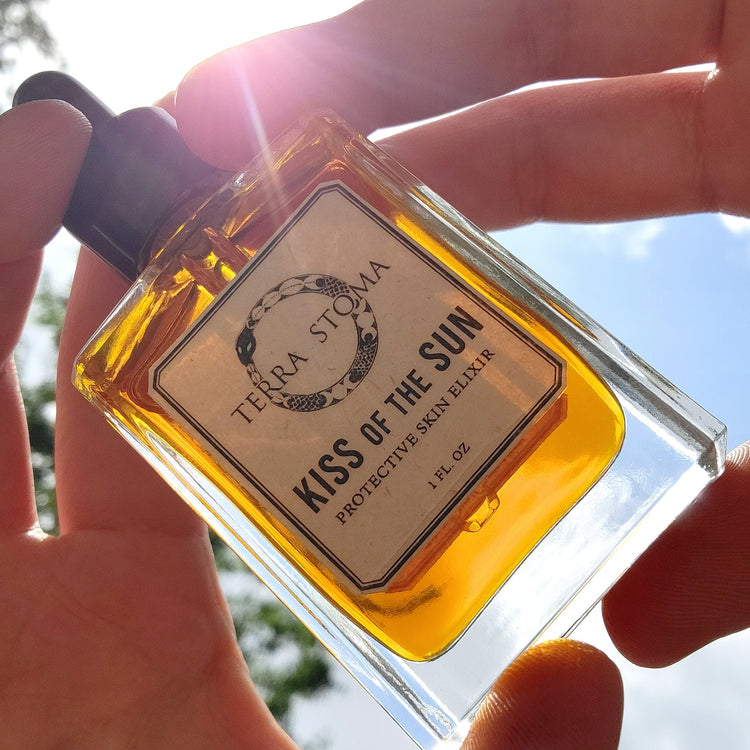 TERRA STOMA
KISS OF THE SUN
PROTECTIVE SKIN ELIXIR
1 FL. OZ